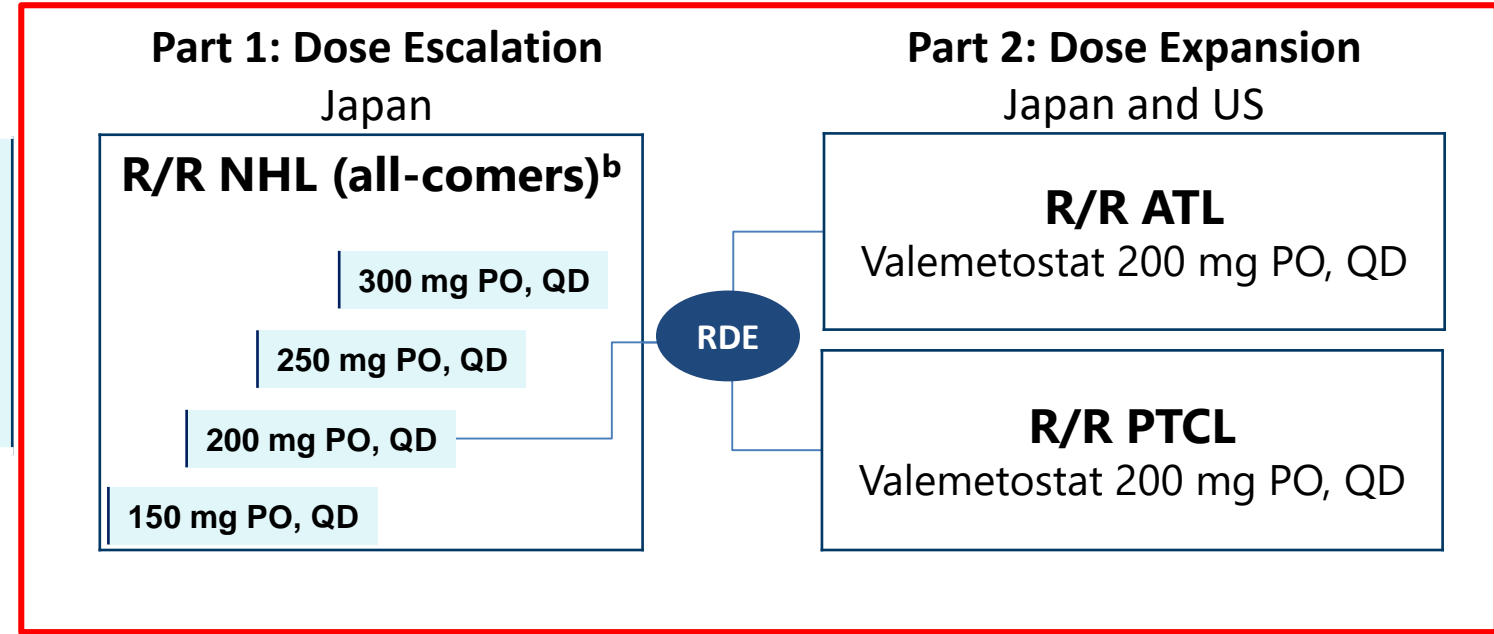 Part 1: Dose Escalation
Japan
R/R NHL (all-comers)ᵇ
300 mg PO, QD
250 mg PO, QD
200 mg PO, QD
150 mg PO, QD
RDE
Part 2: Dose Expansion
Japan and US
R/R ATL
Valemetostat 200 mg PO, QD
R/R PTCL
Valemetostat 200 mg PO, QD